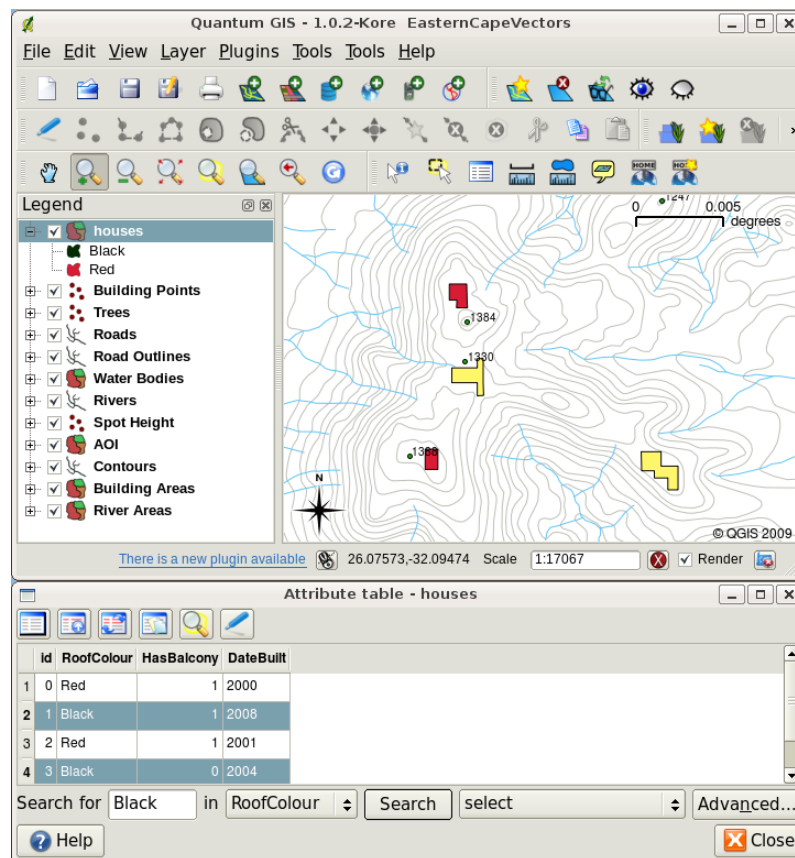 Quantum GIS - 1.0.2-Kore EasternCapeVectors
File Edit View Layer Plugins Tools Tools Help
HOME
Legend
houses
Black
Red
Building Points
Trees
Roads
Road Outlines
Water Bodies
Rivers
Spot Height
AOI
Contours
Building Areas
River Areas
1247
0 0.005
degrees
1384
1330
1388
N
© QGIS 2009
There is a new plugin available 26.07573,-32.09474 Scale 1:17067 Render
Attribute table - houses
id RoofColour HasBalcony DateBuilt
1 0 Red 1 2000
2 1 Black 1 2008
3 2 Red 1 2001
4 3 Black 0 2004
Search for Black in RoofColour Search select Advanced...
Help Close